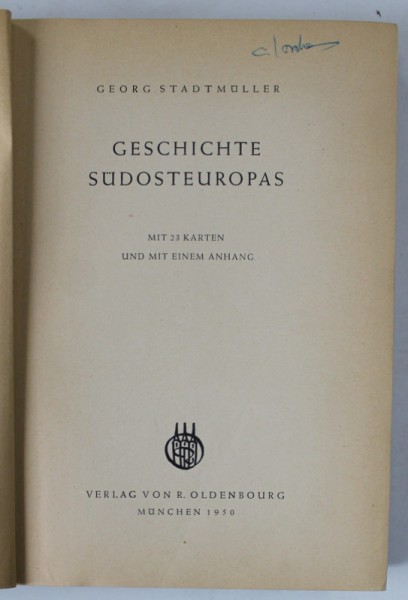 GEORG STADTMÜLLER
GESCHICHTE
SÜDOSTEUROPAS
MIT 23 KARTEN
UND MIT EINEM ANHANG
VERLAG VON R. OLDENBOURG
MÜNCHEN 1950